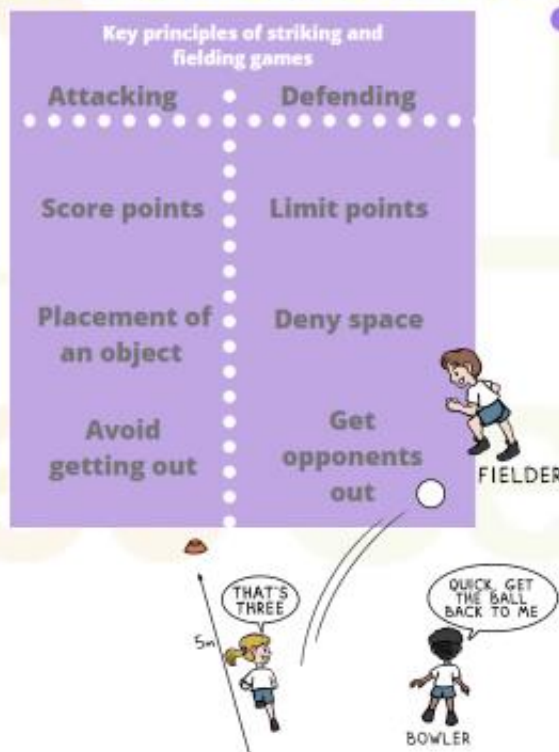 Key principles of striking and
fielding games
Attacking
Defending
Score points
Limit points
Placement of
an object
Deny space
Avoid
getting out
Get
opponents
out
FIELDER
THAT'S
THREE
QUICK, GET
THE BALL
BACK TO ME
5m
BOWLER